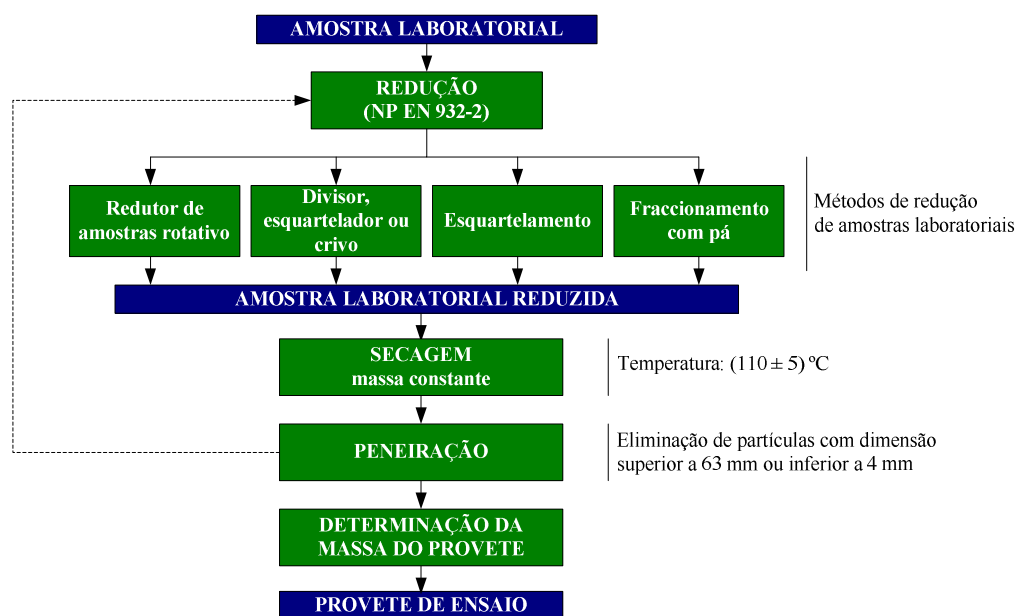 AMOSTRA LABORATORIAL
REDUÇÃO
(NP EN 932-2)
Redutor de
amostras rotativo
Divisor,
esquartelador ou
crivo
Esquartelamento
Fraccionamento
com pá
Métodos de redução
de amostras laboratoriais
AMOSTRA LABORATORIAL REDUZIDA
SECAGEM
massa constante
Temperatura: (110 ± 5) ºC
PENEIRAÇÃO
Eliminação de partículas com dimensão
superior a 63 mm ou inferior a 4 mm
DETERMINAÇÃO DA
MASSA DO PROVETE
PROVETE DE ENSAIO